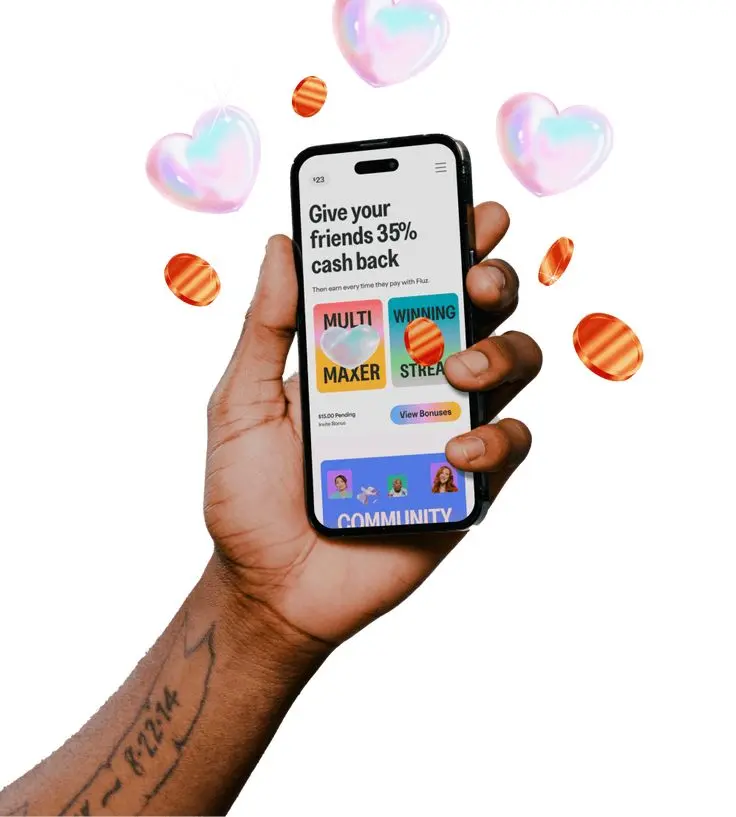 $23
Give your
friends 35%
cash back
Then earn every time they pay with Fluz.
MULTI
MAXER
WINNING
STREA
$15.00 Pending
Invite Bonus
View Bonuses
COMMUNITY
8·22·14